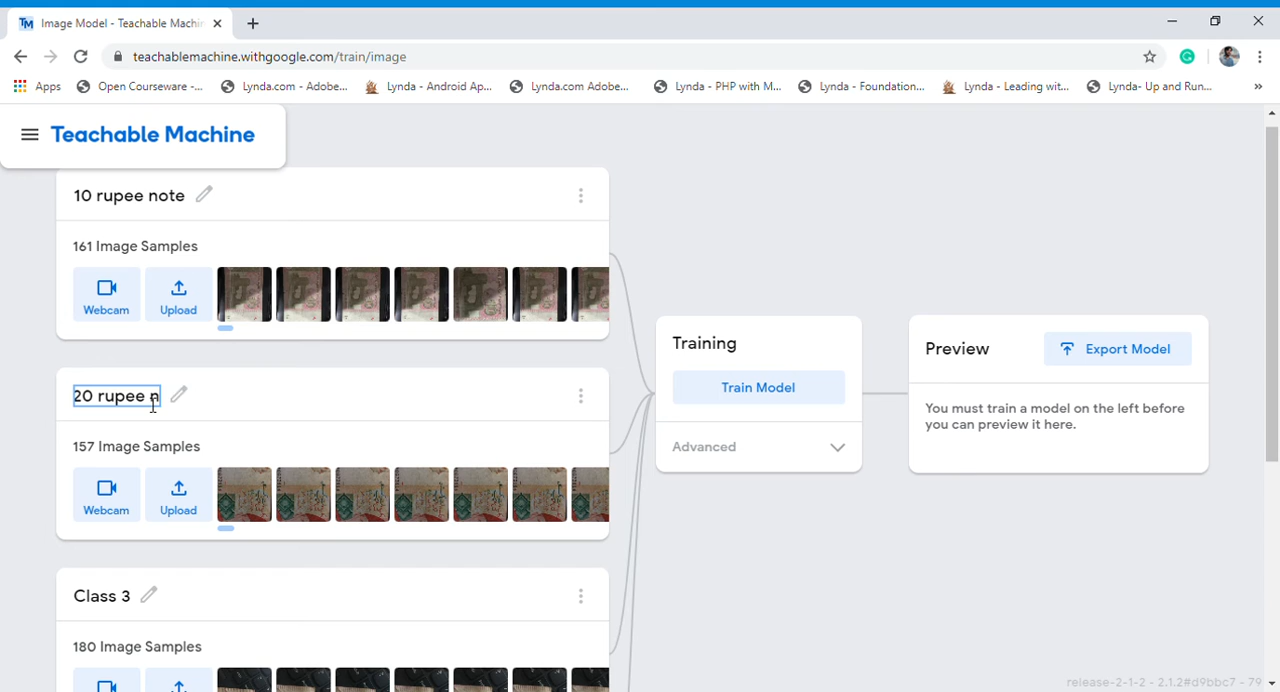 Image Model - Teachable Machin
teachablemachine.withgoogle.com/train/image
Apps Open Courseware -... Lynda.com - Adobe... Lynda - Android Ap... Lynda.com Adobe... Lynda - PHP with M... Lynda - Foundation... Lynda - Leading wit... Lynda- Up and Run... »
Teachable Machine
10 rupee note
161 Image Samples
Webcam
Upload
20 rupee n
157 Image Samples
Webcam
Upload
Class 3
180 Image Samples
Training
Train Model
Advanced
Preview
Export Model
You must train a model on the left before
you can preview it here.
release-2-1-2 - 2.1.2#d9bbc7 - 79